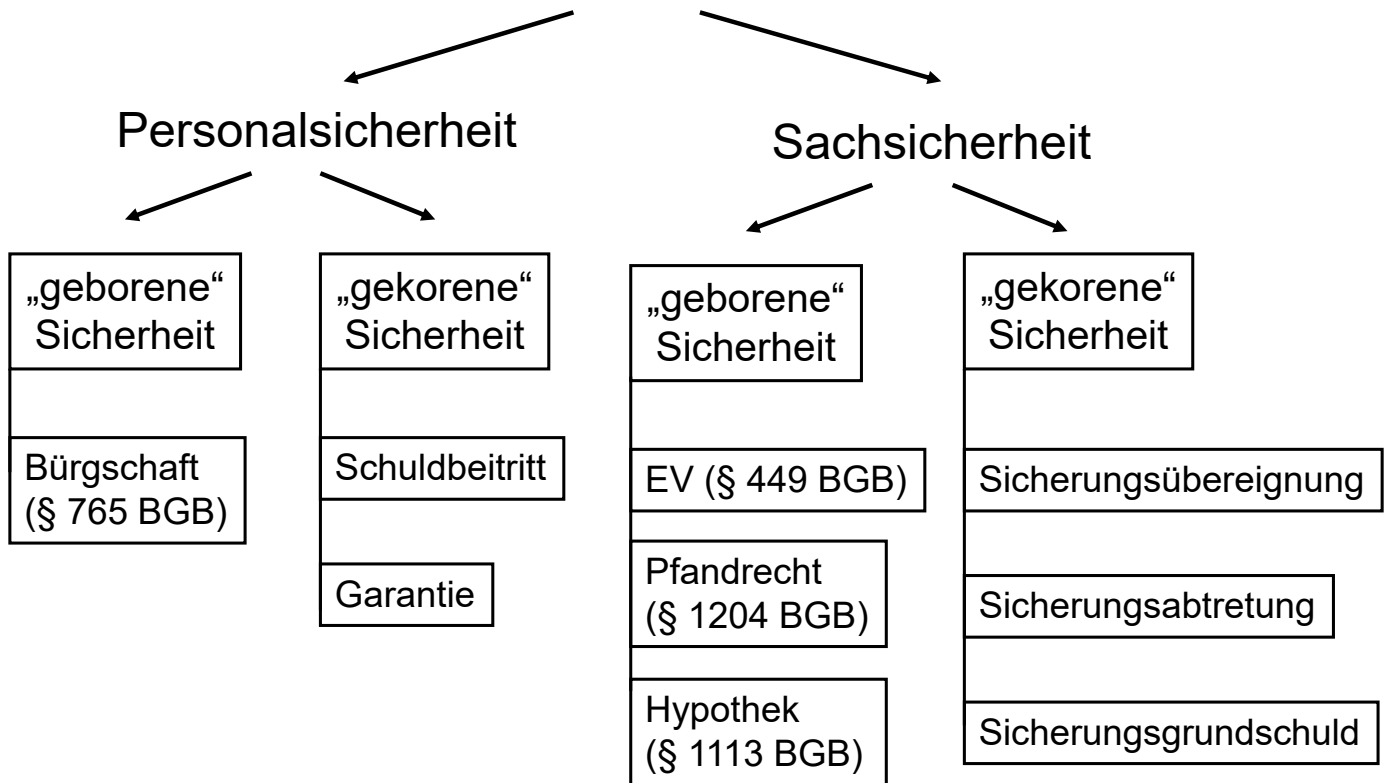 Personalsicherheit
Sachsicherheit
„geborene“
Sicherheit
Bürgschaft
(§ 765 BGB)
„gekorene“
Sicherheit
Schuldbeitritt
Garantie
„geborene“
Sicherheit
EV (§ 449 BGB)
Pfandrecht
(§ 1204 BGB)
Hypothek
(§ 1113 BGB)
„gekorene“
Sicherheit
Sicherungsübereignung
Sicherungsabtretung
Sicherungsgrundschuld